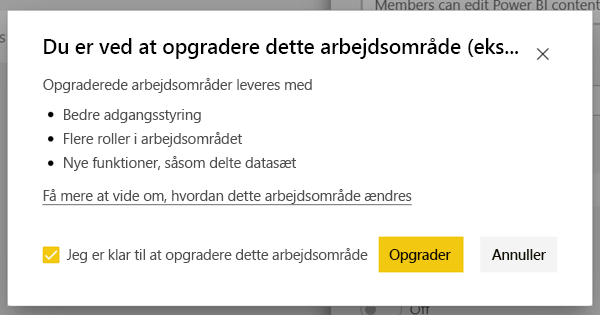 Members can edit Power BI content
Du er ved at opgradere dette arbejdsområde (eks...
Opgraderede arbejdsområder leveres med
Bedre adgangsstyring
Flere roller i arbejdsområdet
Nye funktioner, såsom delte datasæt
Få mere at vide om, hvordan dette arbejdsområde ændres
Jeg er klar til at opgradere dette arbejdsområde
Opgrader
Annuller
Off